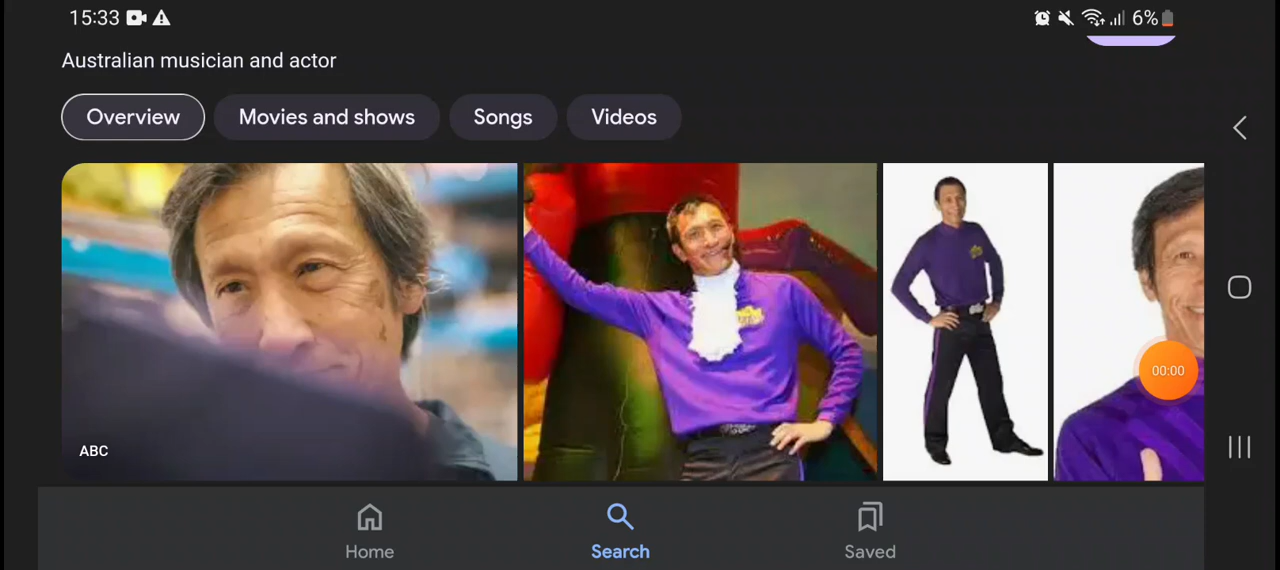 15:33
6%
Australian musician and actor
Overview
Movies and shows
Songs
Videos
ABC
00:00
Home
Search
Saved